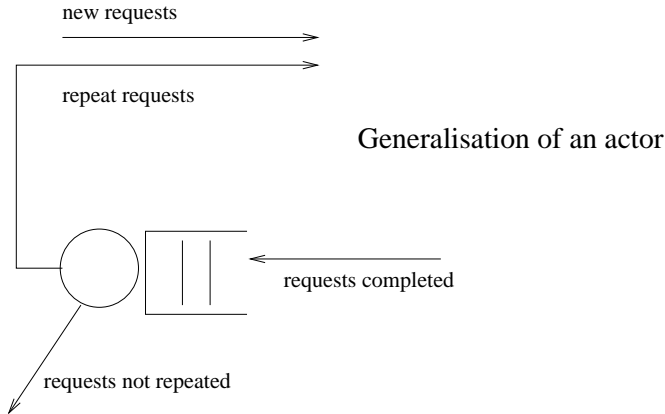 new requests
repeat requests
Generalisation of an actor
requests completed
requests not repeated